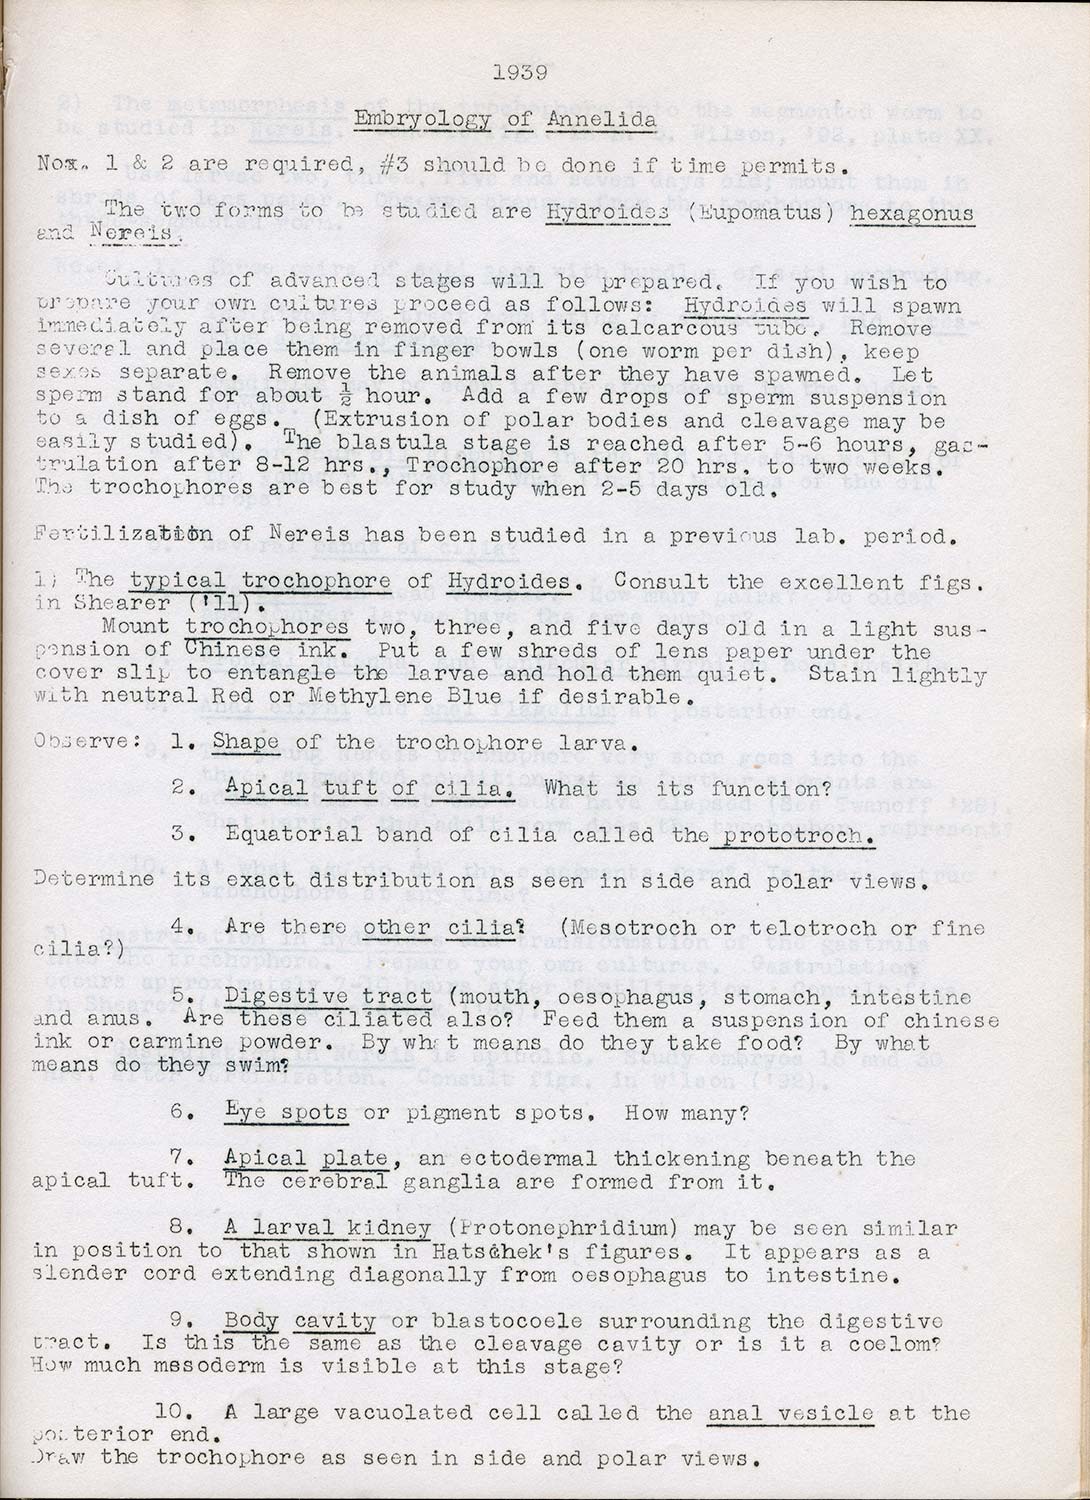 1939
Embryology of Annelida
Nos. 1 & 2 are required, #3 should be done if time permits.
The two forms to be studied are Hydroides (Eupomatus) hexagonus
and Nereis.
Cultures of advanced stages will be prepared. If you wish to
prepare your own cultures proceed as follows: Hydroides will spawn
immediately after being removed from its calcarcous tube. Remove
several and place them in finger bowls (one worm per dish), keep
sexes separate. Remove the animals after they have spawned. Let
sperm stand for about ½ hour. Add a few drops of sperm suspension
to a dish of eggs. (Extrusion of polar bodies and cleavage may be
easily studied). The blastula stage is reached after 5-6 hours, gas-
trulation after 8-12 hrs., Trochophore after 20 hrs. to two weeks.
The trochophores are best for study when 2-5 days old.
Fertilization of Nereis has been studied in a previous lab. period.
1) The typical trochophore of Hydroides. Consult the excellent figs.
in Shearer ('11).
Mount trochophores two, three, and five days old in a light sus-
pension of Chinese ink. Put a few shreds of lens paper under the
cover slip to entangle the larvae and hold them quiet. Stain lightly
with neutral Red or Methylene Blue if desirable.
Observe: 1. Shape of the trochophore larva.
2. Apical tuft of cilia. What is its function?
3. Equatorial band of cilia called the prototroch.
Determine its exact distribution as seen in side and polar views.
4. Are there other cilia? (Mesotroch or telotroch or fine
cilia?)
5. Digestive tract (mouth, oesophagus, stomach, intestine
and anus. Are these ciliated also? Feed them a suspension of chinese
ink or carmine powder. By what means do they take food? By what
means do they swim?
6. Eye spots or pigment spots. How many?
7. Apical plate, an ectodermal thickening beneath the
apical tuft. The cerebral ganglia are formed from it.
8. A larval kidney (Protonephridium) may be seen similar
in position to that shown in Hatschek's figures. It appears as a
slender cord extending diagonally from oesophagus to intestine.
9. Body cavity or blastocoele surrounding the digestive
tract. Is this the same as the cleavage cavity or is it a coelom?
How much mesoderm is visible at this stage?
10. A large vacuolated cell called the anal vesicle at the
posterior end.
Draw the trochophore as seen in side and polar views.